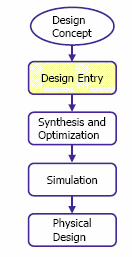 Design
Concept
Design Entry
Synthesis and
Optimization
Simulation
Physical
Design